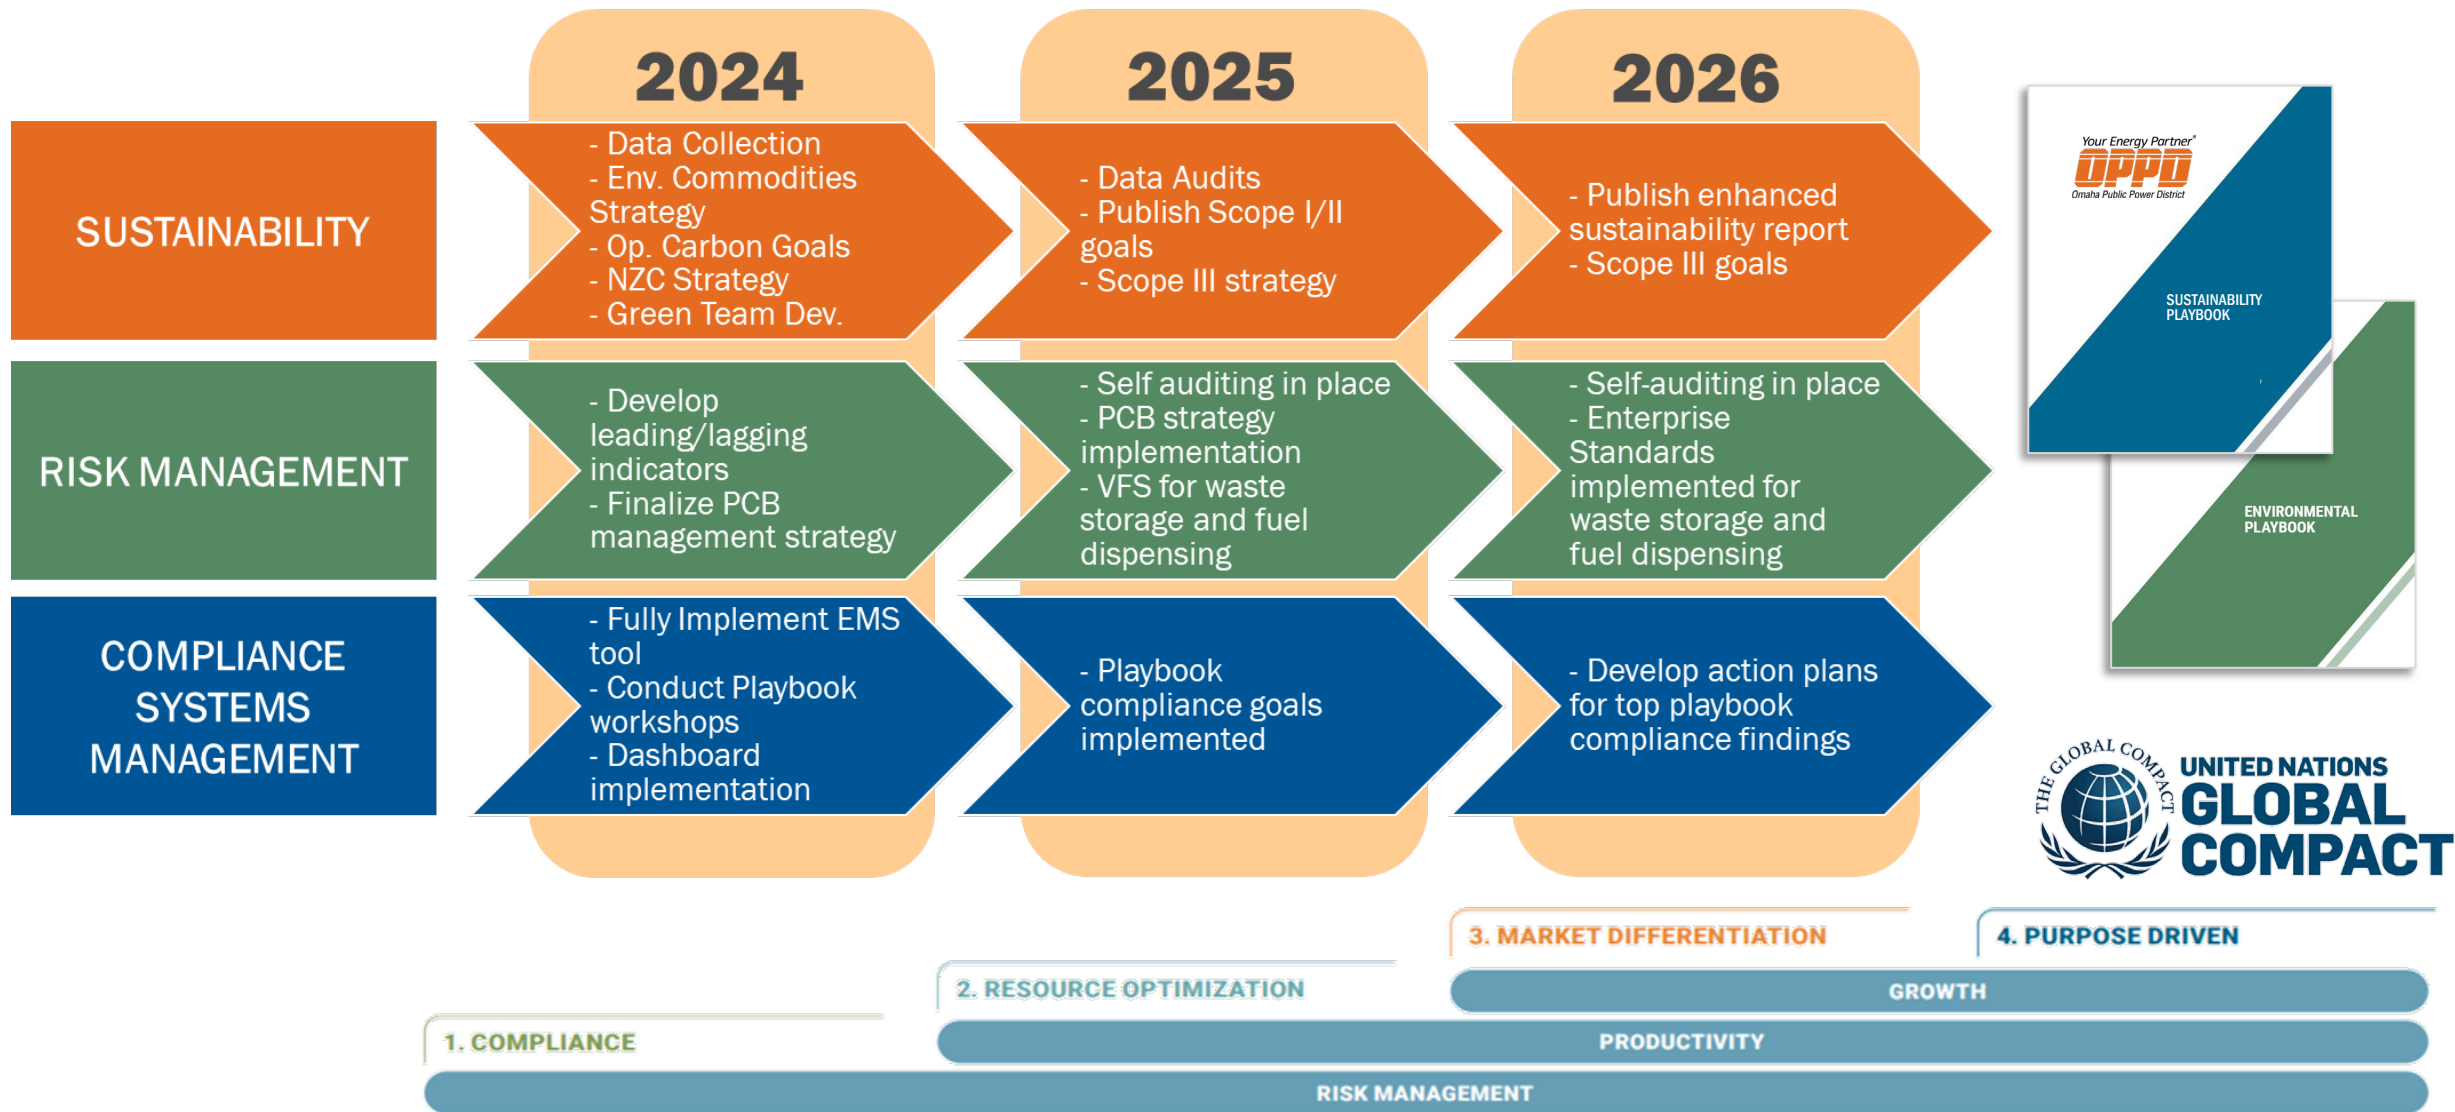 2024
2025
2026
SUSTAINABILITY
- Data Collection
- Env. Commodities
Strategy
- Op. Carbon Goals
- NZC Strategy
- Green Team Dev.
- Data Audits
- Publish Scope I/II
goals
- Scope III strategy
- Publish enhanced
sustainability report
- Scope III goals
RISK MANAGEMENT
- Develop
leading/lagging
indicators
- Finalize PCB
management strategy
- Self auditing in place
- PCB strategy
implementation
- VFS for waste
storage and fuel
dispensing
- Self-auditing in place
- Enterprise
Standards
implemented for
waste storage and
fuel dispensing
COMPLIANCE
SYSTEMS
MANAGEMENT
- Fully Implement EMS
tool
- Conduct Playbook
workshops
- Dashboard
implementation
- Playbook
compliance goals
implemented
- Develop action plans
for top playbook
compliance findings
Your Energy Partner®
OPPD
Omaha Public Power District
SUSTAINABILITY
PLAYBOOK
ENVIRONMENTAL
PLAYBOOK
THE GLOBAL COMPACT
UNITED NATIONS
GLOBAL
COMPACT
3. MARKET DIFFERENTIATION
4. PURPOSE DRIVEN
2. RESOURCE OPTIMIZATION
GROWTH
1. COMPLIANCE
PRODUCTIVITY
RISK MANAGEMENT